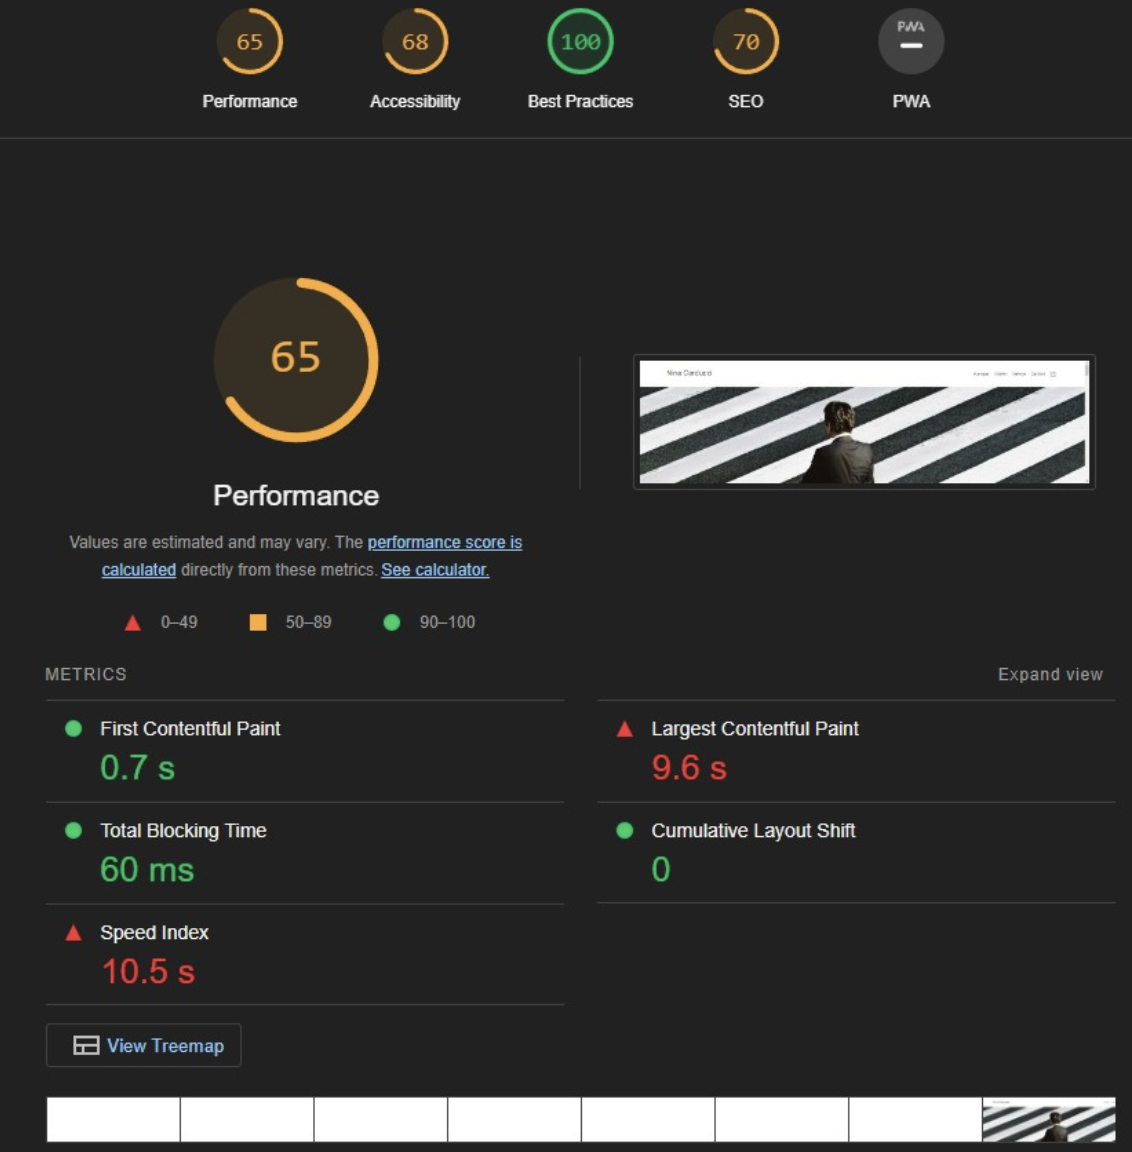 65
68
100
70
PWA
Performance
Accessibility
Best Practices
SEO
PWA
65
Performance
Values are estimated and may vary. The performance score is
calculated directly from these metrics. See calculator.
0–49
50–89
90–100
Nina Carducci
METRICS
Expand view
First Contentful Paint
0.7 s
Largest Contentful Paint
9.6 s
Total Blocking Time
60 ms
Cumulative Layout Shift
0
Speed Index
10.5 s
View Treemap